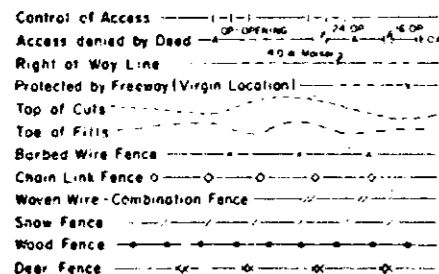 Control of Access
OP-OPENING 24 OP 16 OP
Access denied by Deed
Right of Way Line
Protected by Freeway (Virgin Location)
Top of Cuts
Toe of Fills
Barbed Wire Fence
Chain Link Fence
Woven Wire-Combination Fence
Snow Fence
Wood Fence
Deer Fence